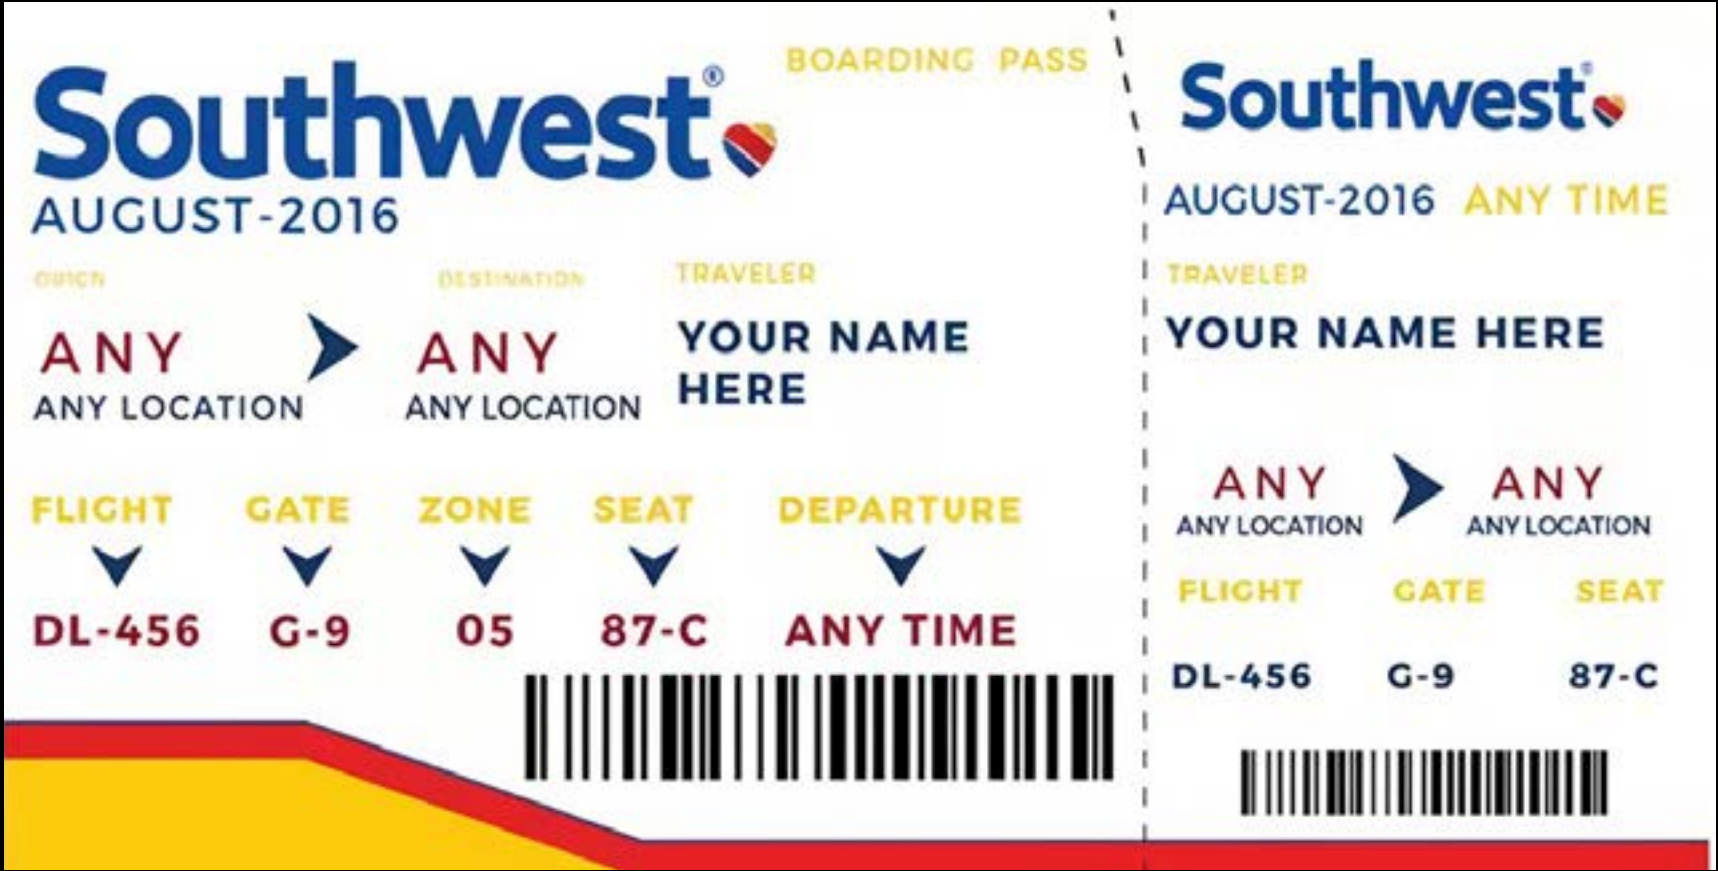 BOARDING PASS
Southwest®
AUGUST-2016
DESTINATION
TRAVELER
ANY
ANY
YOUR NAME
HERE
ANY LOCATION
ANY LOCATION
FLIGHT GATE ZONE SEAT DEPARTURE
DL-456 G-9 05 87-C ANY TIME
Southwest
AUGUST-2016 ANY TIME
TRAVELER
YOUR NAME HERE
ANY ANY
ANY LOCATION ANY LOCATION
FLIGHT GATE SEAT
DL-456 G-9 87-C